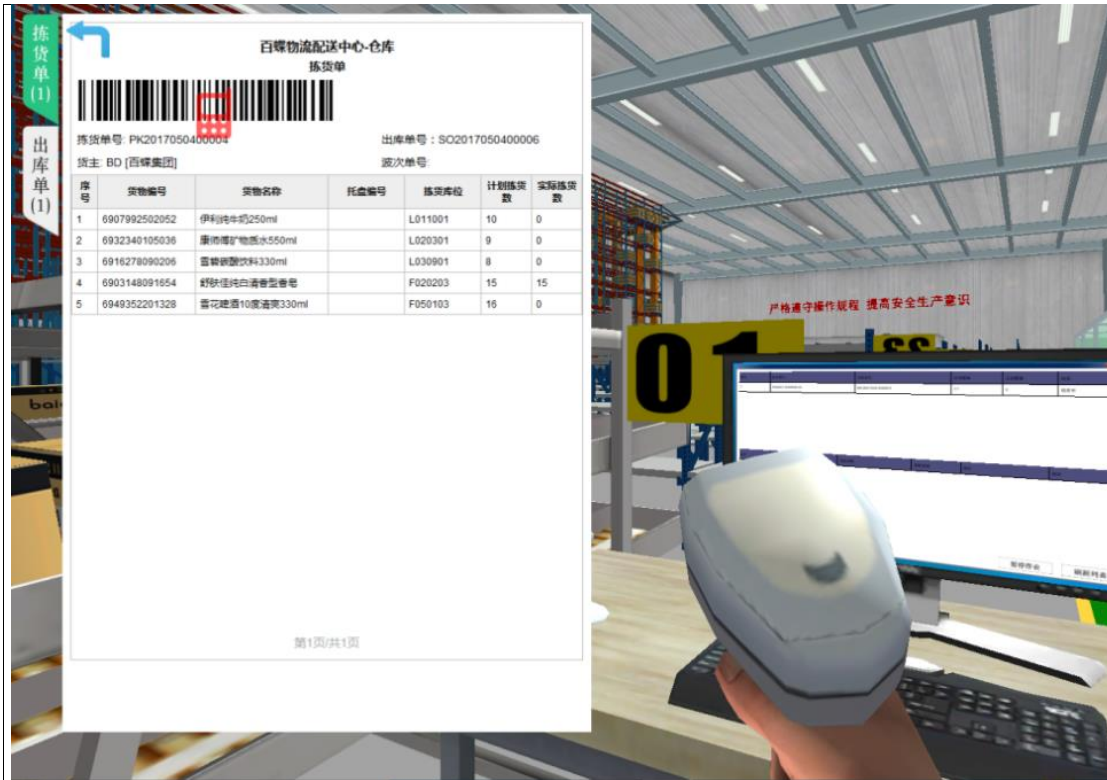 拣货单(1)
出库单(1)
百蝶物流配送中心-仓库
拣货单
拣货单号: PK2017050400004 出库单号:SO2017050400006
货主: BD [百蝶集团] 波次单号:
序号 货物编号 货物名称 托盘编号 拣货库位 计划拣货数 实际拣货数
1 6907992502052 伊利纯牛奶250ml L011001 10 0
2 6932340105036 康师傅矿物质水550ml L020301 9 0
3 6916278090206 雪碧碳酸饮料330ml L030901 8 0
4 6903148091654 舒肤佳纯白清香型香皂 F020203 15 15
5 6949352201328 雪花啤酒10度清爽330ml F050103 16 0
第1页/共1页
严格遵守操作规程 提高安全生产意识
01